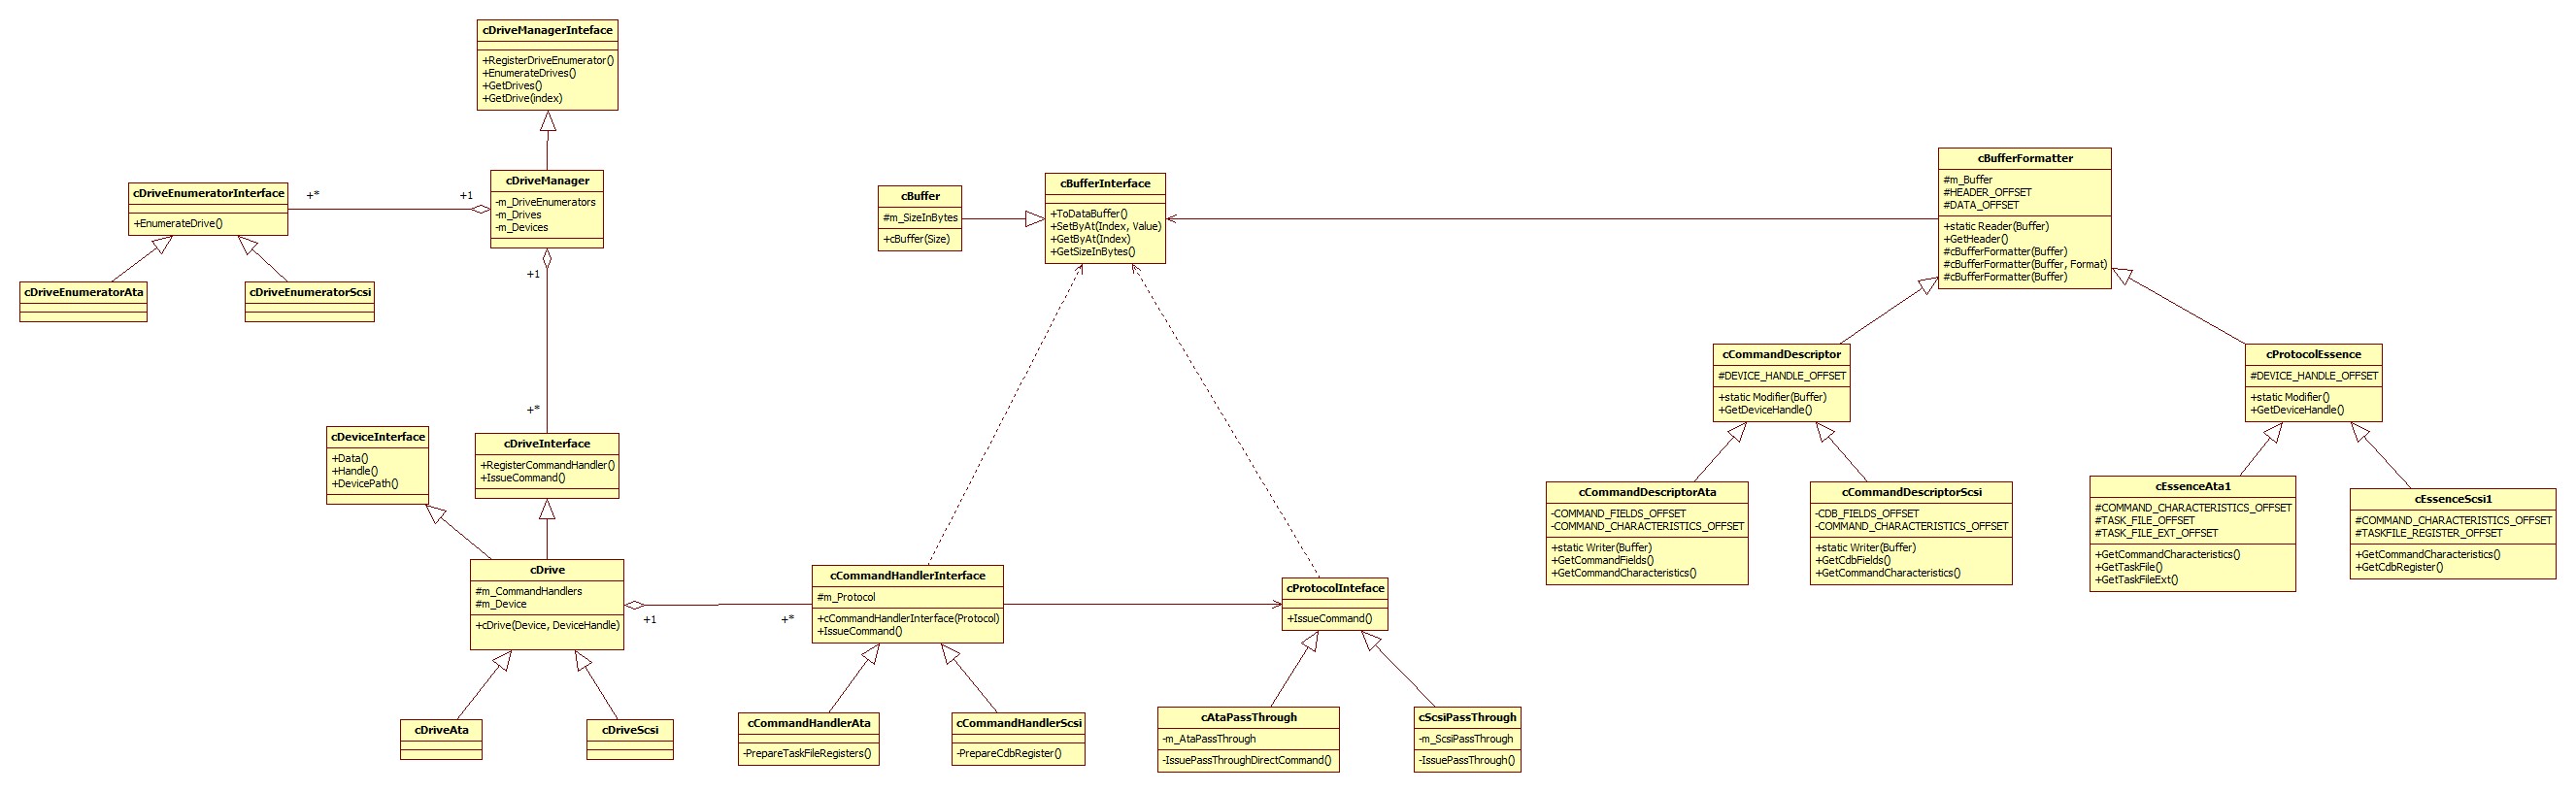 cDriveManagerInteface
+RegisterDriveEnumerator()
+EnumerateDrives()
+GetDrives()
+GetDrive(index)
cDriveEnumeratorInterface
+EnumerateDrive()
+*
+1
cDriveManager
-m_DriveEnumerators
-m_Drives
-m_Devices
+1
+*
cDriveEnumeratorAta
cDriveEnumeratorScsi
cDeviceInterface
+Data()
+Handle()
+DevicePath()
cDriveInterface
+RegisterCommandHandler()
+IssueCommand()
cDrive
#m_CommandHandlers
#m_Device
+cDrive(Device, DeviceHandle)
+1
+*
cDriveAta
cDriveScsi
cBuffer
#m_SizeInBytes
+cBuffer(Size)
cBufferInterface
+ToDataBuffer()
+SetByAt(Index, Value)
+GetByAt(Index)
+GetSizeInBytes()
cCommandHandlerInterface
#m_Protocol
+cCommandHandlerInterface(Protocol)
+IssueCommand()
cCommandHandlerAta
-PrepareTaskFileRegisters()
cCommandHandlerScsi
-PrepareCdbRegister()
cProtocolInteface
+IssueCommand()
cAtaPassThrough
-m_AtaPassThrough
-IssuePassThroughDirectCommand()
cScsiPassThrough
-m_ScsiPassThrough
-IssuePassThrough()
cBufferFormatter
#m_Buffer
#HEADER_OFFSET
#DATA_OFFSET
+static Reader(Buffer)
+GetHeader()
#cBufferFormatter(Buffer)
#cBufferFormatter(Buffer, Format)
#cBufferFormatter(Buffer)
cCommandDescriptor
#DEVICE_HANDLE_OFFSET
+static Modifier(Buffer)
+GetDeviceHandle()
cProtocolEssence
#DEVICE_HANDLE_OFFSET
+static Modifier()
+GetDeviceHandle()
cCommandDescriptorAta
-COMMAND_FIELDS_OFFSET
-COMMAND_CHARACTERISTICS_OFFSET
+static Writer(Buffer)
+GetCommandFields()
+GetCommandCharacteristics()
cCommandDescriptorScsi
-CDB_FIELDS_OFFSET
-COMMAND_CHARACTERISTICS_OFFSET
+static Writer(Buffer)
+GetCdbFields()
+GetCommandCharacteristics()
cEssenceAta1
#COMMAND_CHARACTERISTICS_OFFSET
#TASK_FILE_OFFSET
#TASK_FILE_EXT_OFFSET
+GetCommandCharacteristics()
+GetTaskFile()
+GetTaskFileExt()
cEssenceScsi1
#COMMAND_CHARACTERISTICS_OFFSET
#TASKFILE_REGISTER_OFFSET
+GetCommandCharacteristics()
+GetCdbRegister()